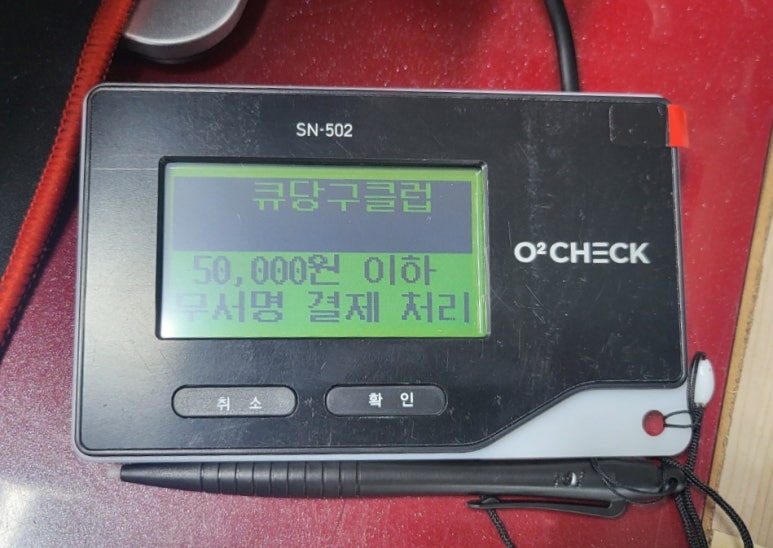 SN-502
큐당구클럽
50,000원 이하
무서명 결제 처리
O²CHECK
취 소
확 인